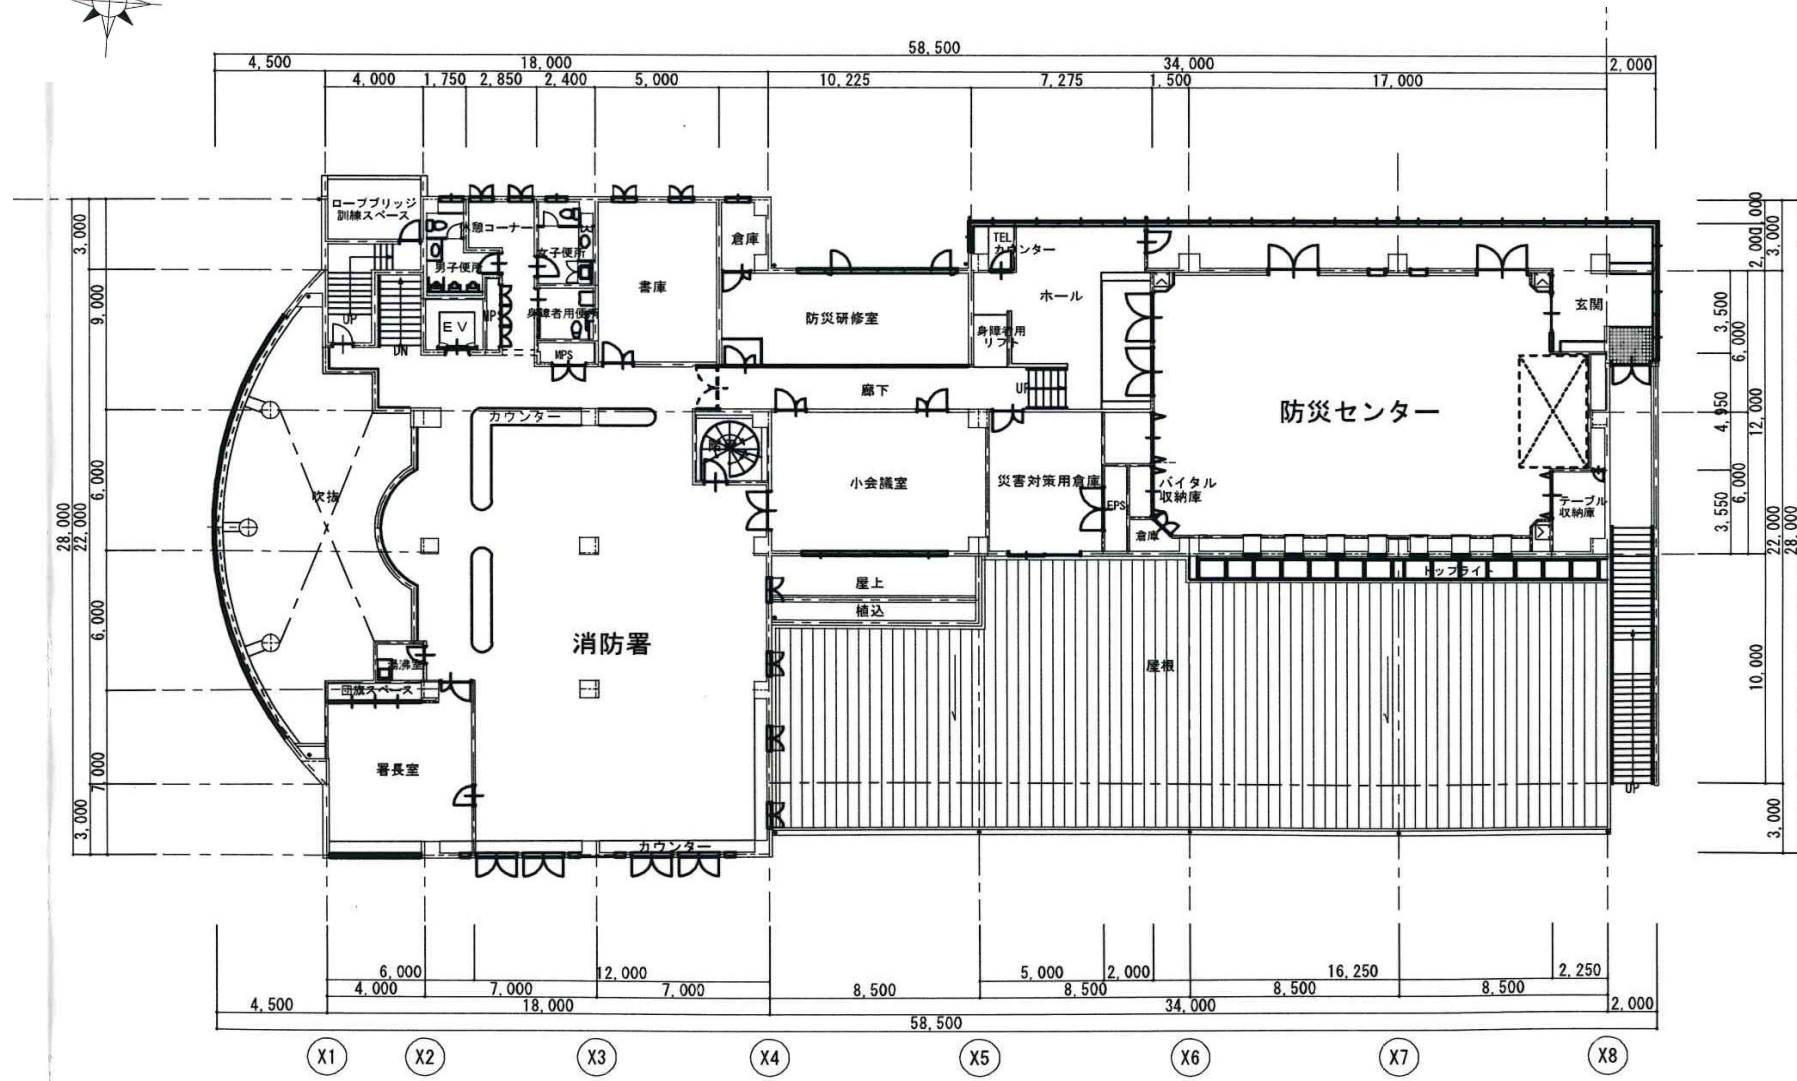 58,500
4,500
18,000
34,000
2,000
4,000
1,750
2,850
2,400
5,000
10,225
7,275
1,500
17,000
ロープブリッジ
訓練スペース
休憩コーナー
女子便所
男子便所
倉庫
TEL
カウンター
書庫
ホール
玄関
防災研修室
身障者用
リフト
UP
EV
MPS
身障者用便所
DN
MPS
廊下
UP
カウンター
防災センター
吹抜
小会議室
災害対策用倉庫
EPS
バイタル
収納庫
倉庫
テーブル
収納庫
トップライト
屋上
植込
消防署
屋根
湯沸室
団旗スペース
署長室
カウンター
UP
3,000
9,000
6,000
6,000
7,000
3,000
22,000
28,000
1,000
2,000
3,000
3,500
6,000
4,950
12,000
3,550
6,000
22,000
28,000
10,000
3,000
6,000
12,000
5,000
2,000
16,250
2,250
4,000
7,000
7,000
8,500
8,500
8,500
8,500
4,500
18,000
34,000
2,000
58,500
X1
X2
X3
X4
X5
X6
X7
X8